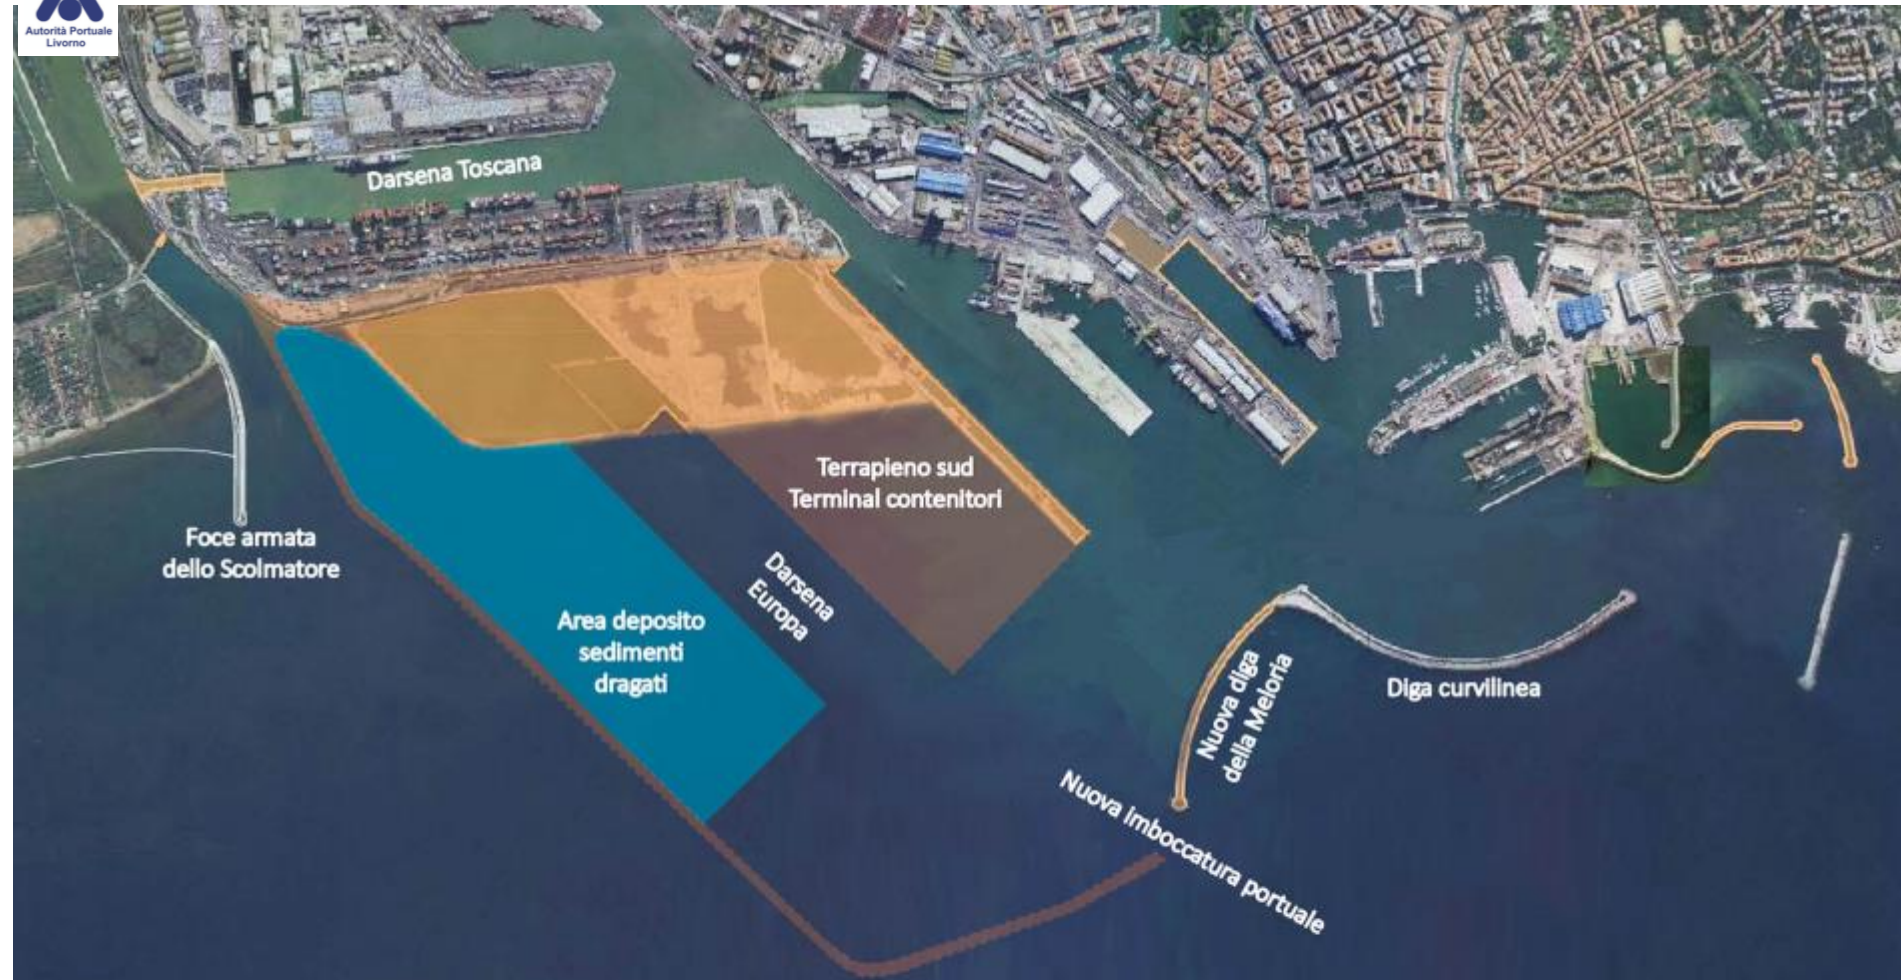 Autorità Portuale
Livorno
Darsena Toscana
Terrapieno sud
Terminal contenitori
Foce armata
dello Scolmatore
Darsena
Europa
Area deposito
sedimenti
dragati
Nuova diga
della Meloria
Diga curvilinea
Nuova imboccatura portuale